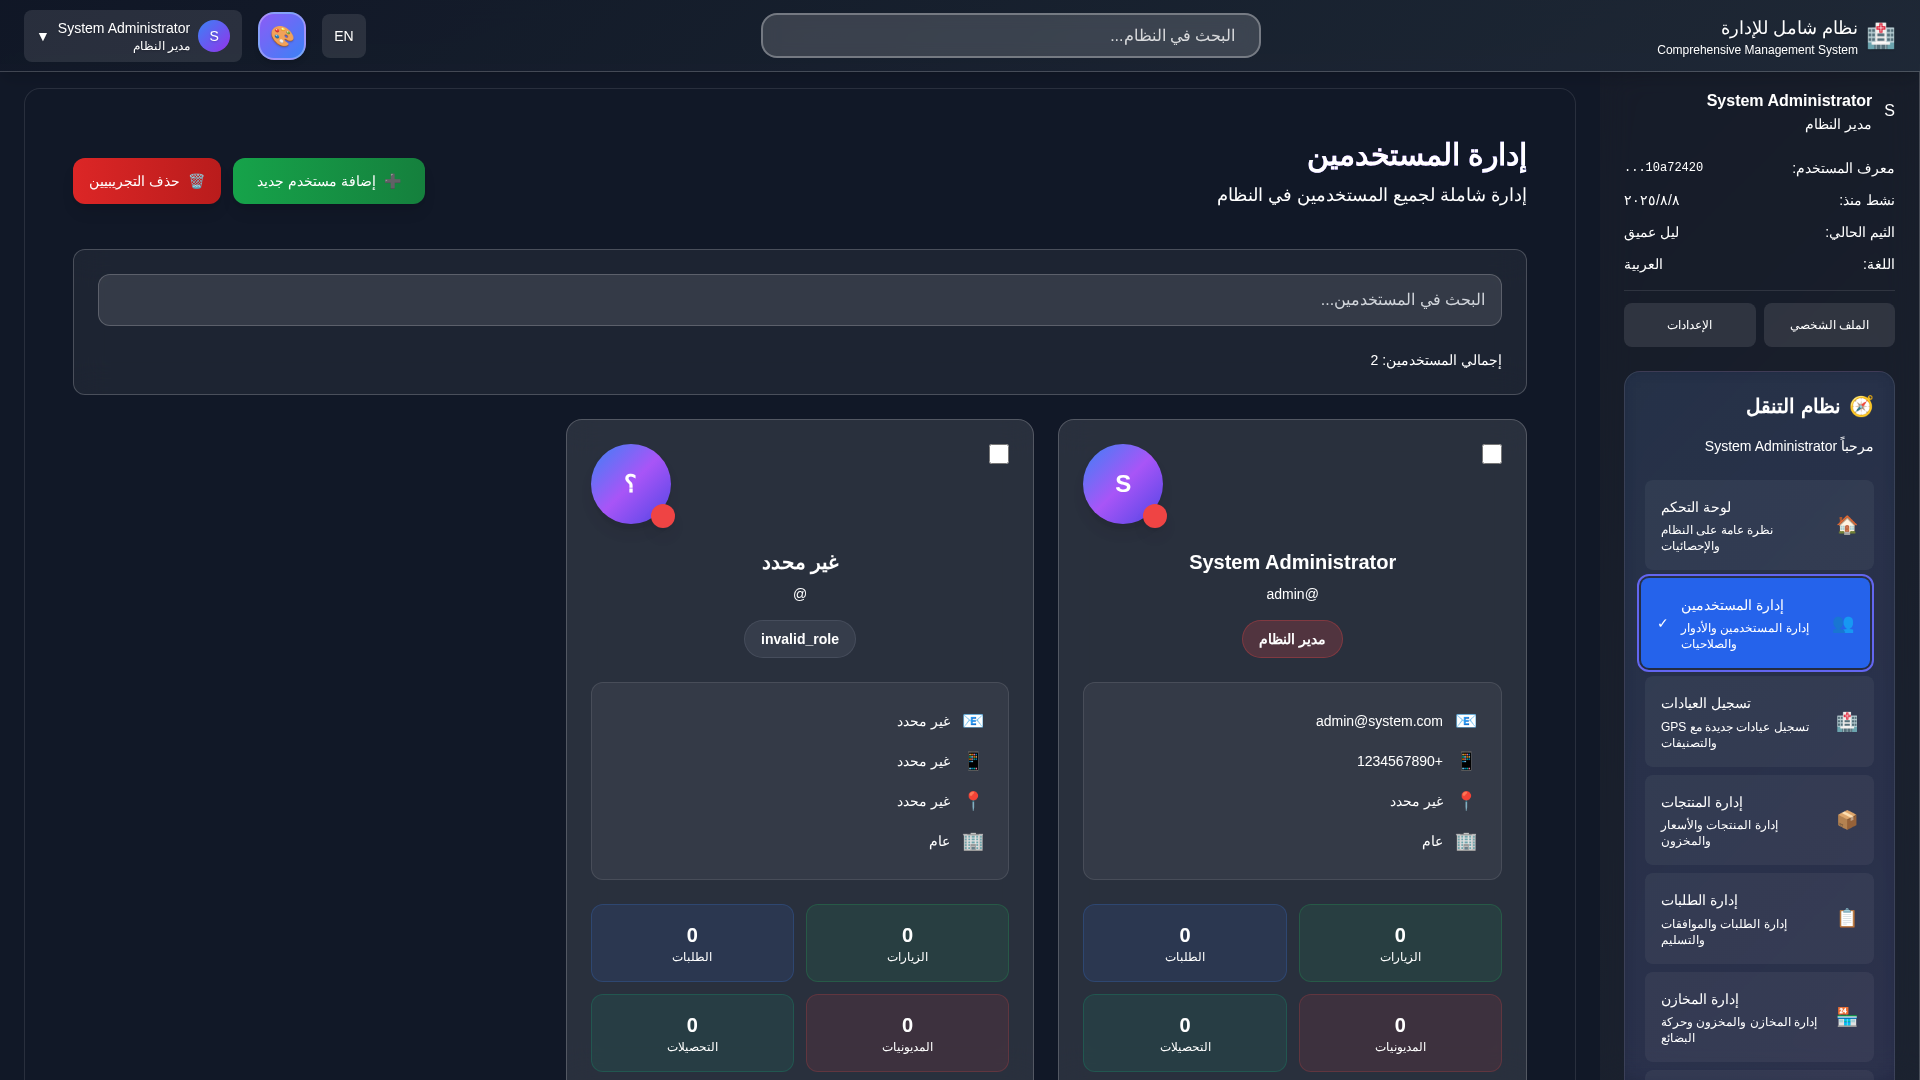 نظام شامل للإدارة
Comprehensive Management System
البحث في النظام...
EN
S
System Administrator
مدير النظام
▼
S
System Administrator
مدير النظام
معرف المستخدم: 10a72420...
نشط منذ: ٢٠٢٥/٨/٨
الثيم الحالي: ليل عميق
اللغة: العربية
الملف الشخصي
الإعدادات
نظام التنقل
مرحباً System Administrator
لوحة التحكم
نظرة عامة على النظام
والإحصائيات
إدارة المستخدمين
إدارة المستخدمين والأدوار
والصلاحيات
✓
تسجيل العيادات
تسجيل عيادات جديدة مع GPS
والتصنيفات
إدارة المنتجات
إدارة المنتجات والأسعار
والمخزون
إدارة الطلبات
إدارة الطلبات والموافقات
والتسليم
إدارة المخازن
إدارة المخازن والمخزون وحركة
البضائع
إدارة المستخدمين
إدارة شاملة لجميع المستخدمين في النظام
إضافة مستخدم جديد
حذف التجريبيين
البحث في المستخدمين...
إجمالي المستخدمين: 2
S
System Administrator
admin@
مدير النظام
admin@system.com
1234567890+
غير محدد
عام
0
الزيارات
0
الطلبات
0
المديونيات
0
التحصيلات
؟
غير محدد
@
invalid_role
غير محدد
غير محدد
غير محدد
عام
0
الزيارات
0
الطلبات
0
المديونيات
0
التحصيلات